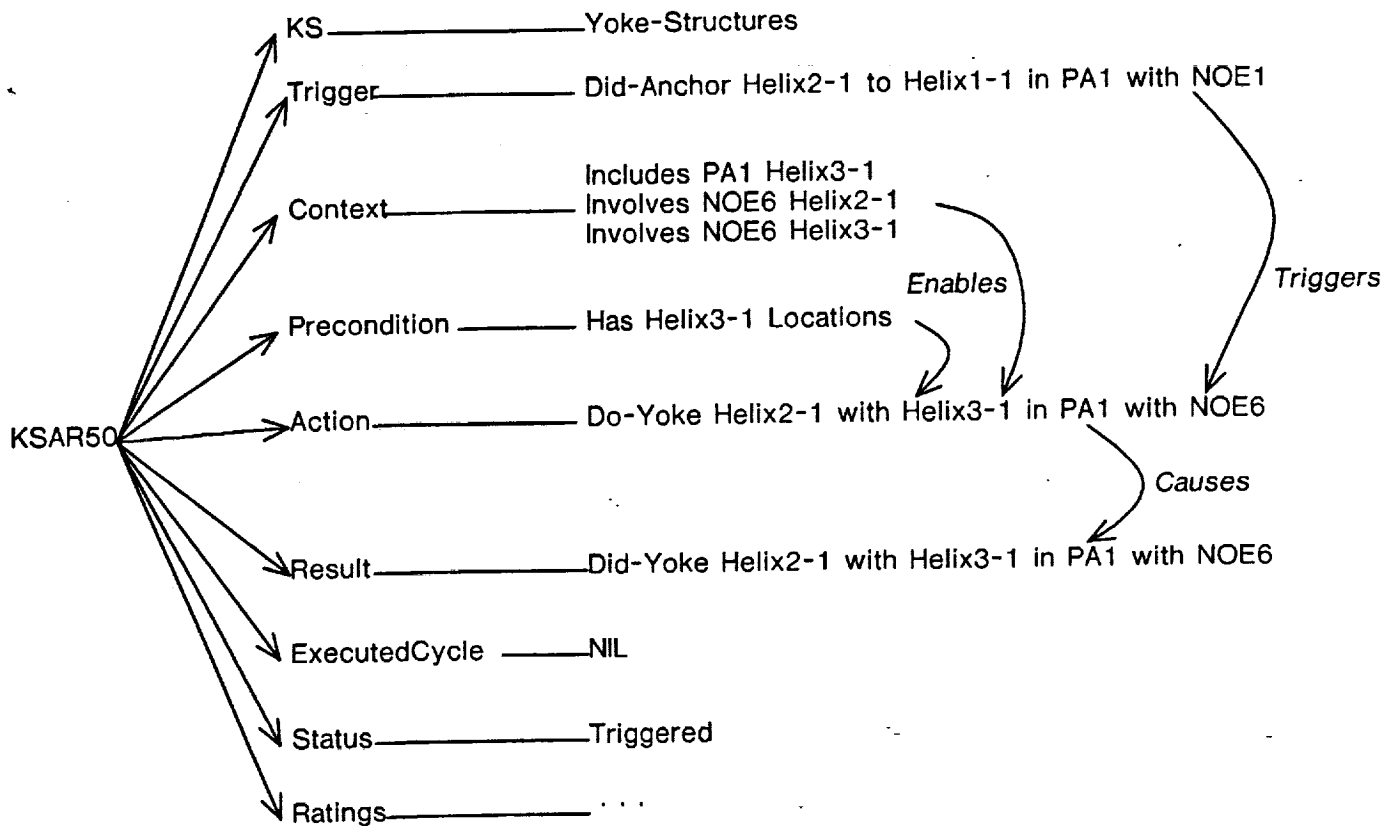 KS Yoke-Structures
Trigger Did-Anchor Helix2-1 to Helix1-1 in PA1 with NOE1
Includes PA1 Helix3-1
Context Involves NOE6 Helix2-1
Involves NOE6 Helix3-1
Enables Triggers
Precondition Has Helix3-1 Locations
Action Do-Yoke Helix2-1 with Helix3-1 in PA1 with NOE6
KSAR50
Causes
Result Did-Yoke Helix2-1 with Helix3-1 in PA1 with NOE6
ExecutedCycle NIL
Status Triggered
Ratings . . .